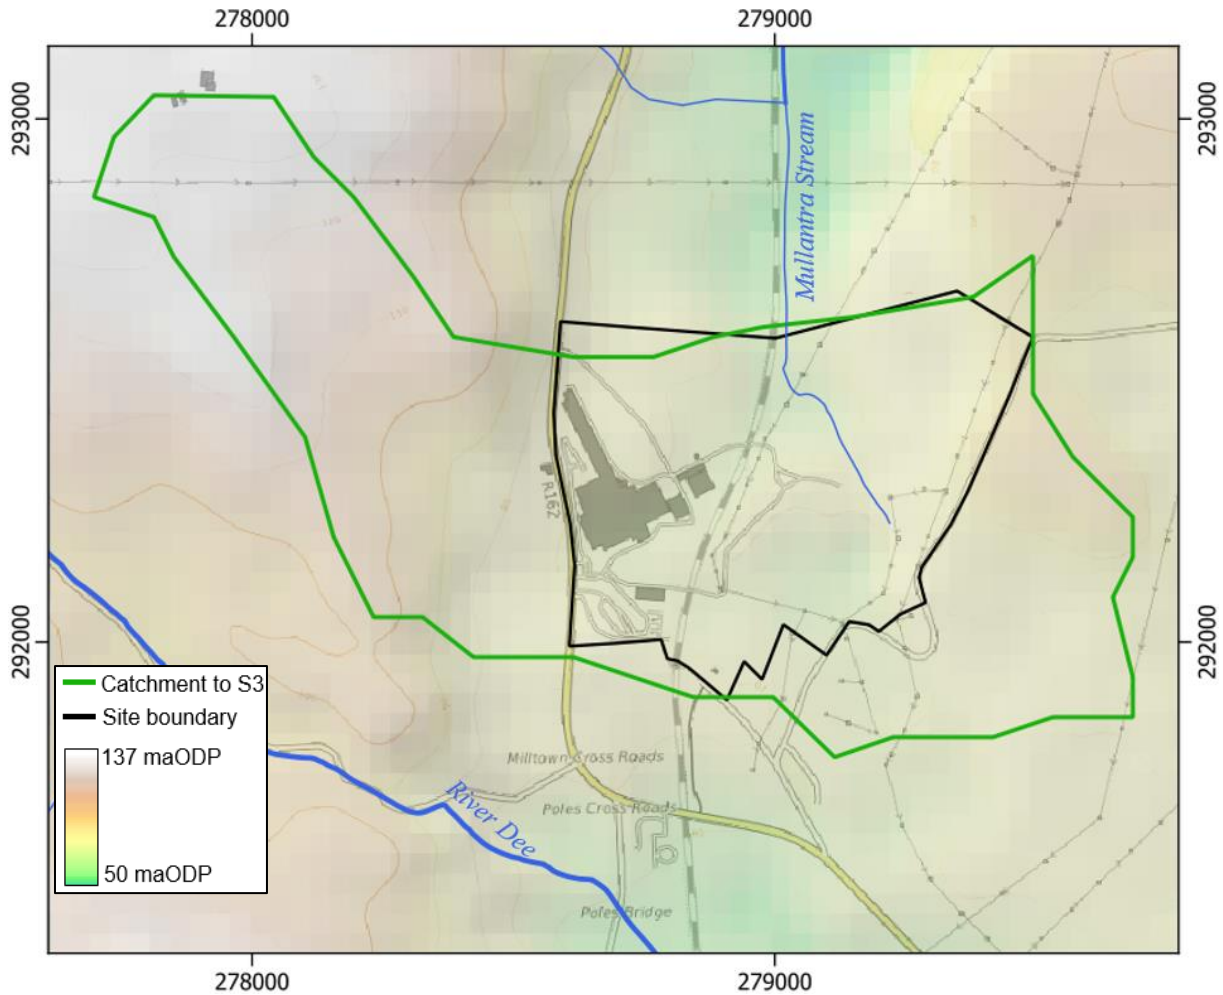 278000
279000
293000
293000
Mullantra Stream
R162
292000
292000
Catchment to S3
Site boundary
137 maODP
50 maODP
Milltown Cross Roads
Poles Cross Roads
River Dee
Poles Bridge
278000
279000